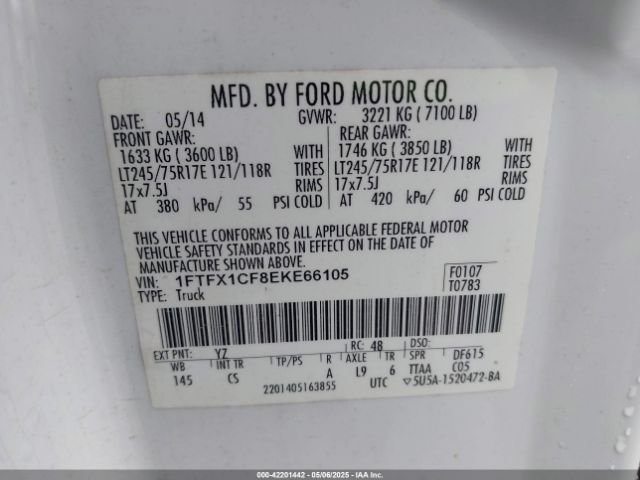 MFD. BY FORD MOTOR CO.
DATE: 05/14 GVWR: 3221 KG ( 7100 LB)
FRONT GAWR: REAR GAWR:
1633 KG ( 3600 LB) WITH 1746 KG ( 3850 LB) WITH
LT245/75R17E 121/118R TIRES LT245/75R17E 121/118R TIRES
17x7.5J RIMS 17x7.5J RIMS
AT 380 kPa/ 55 PSI COLD AT 420 kPa/ 60 PSI COLD
THIS VEHICLE CONFORMS TO ALL APPLICABLE FEDERAL MOTOR
VEHICLE SAFETY STANDARDS IN EFFECT ON THE DATE OF
MANUFACTURE SHOWN ABOVE.
VIN: 1FTFX1CF8EKE66105 F0107
TYPE: Truck T0783
EXT PNT: YZ RC: 48 DSO:
WB INT TR TP/PS R AXLE TR SPR DF615
145 CS A L9 6 TTAA C05
2201405163855 UTC ▽5U5A-1520472-BA
000-42201442 - 05/06/2025 - IAA Inc.